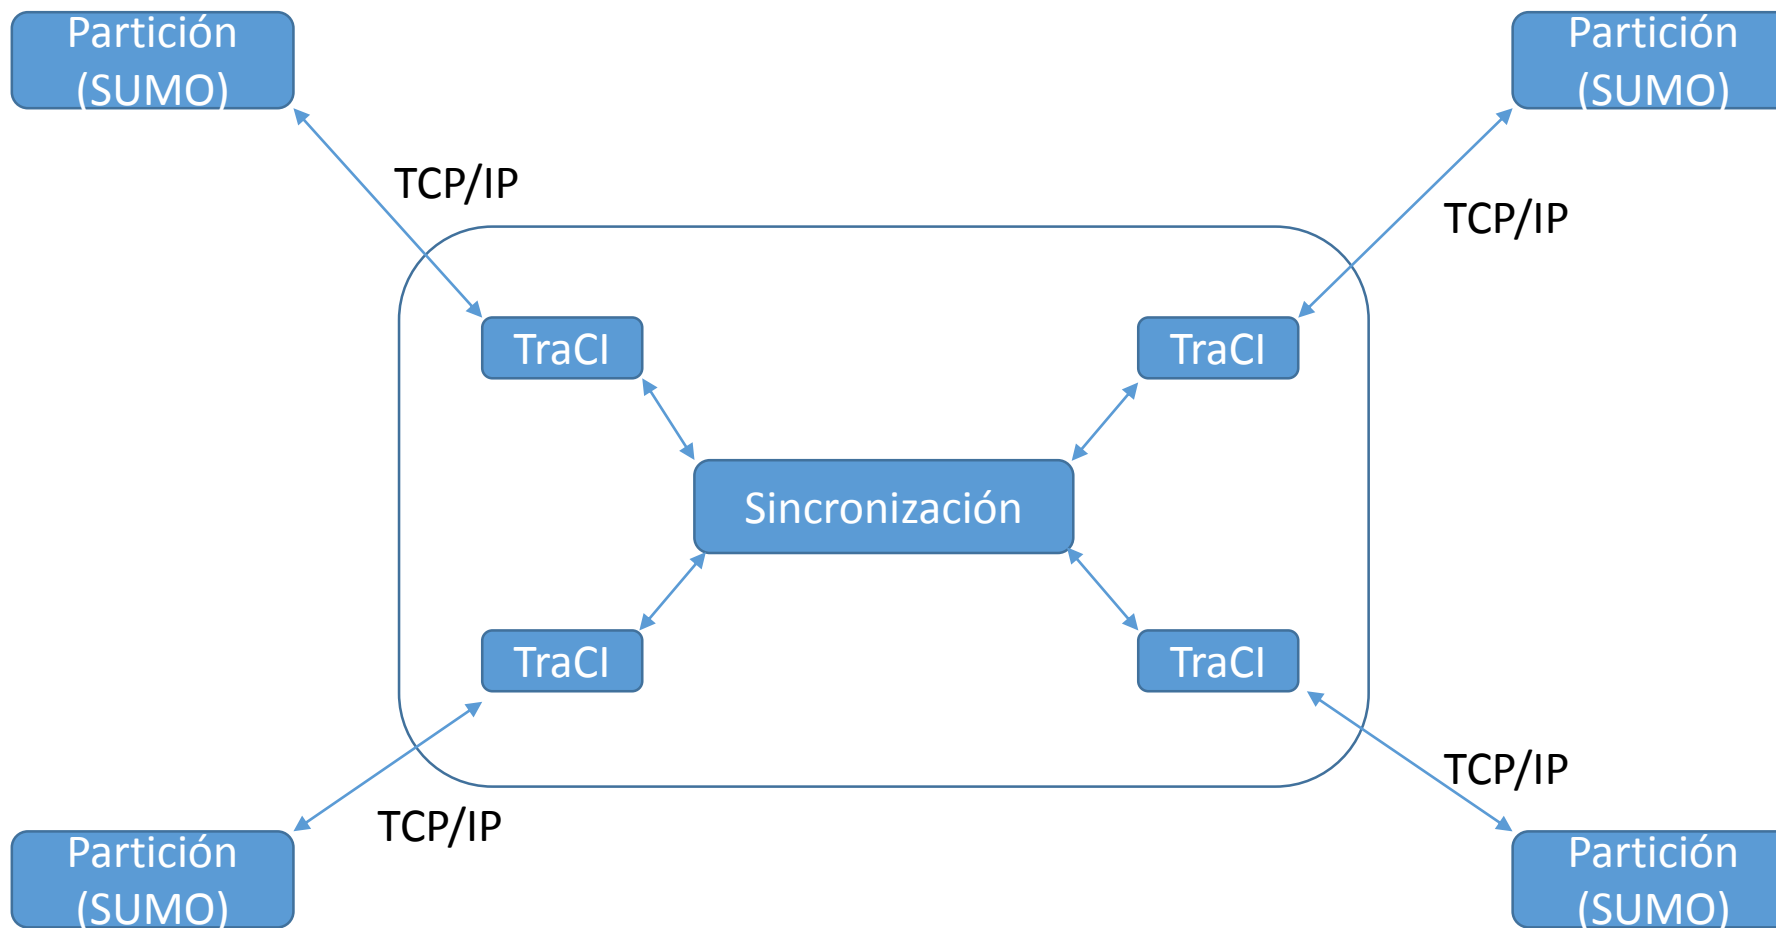 Partición
(SUMO)
Partición
(SUMO)
TCP/IP
TCP/IP
TraCI
TraCI
Sincronización
TraCI
TraCI
TCP/IP
TCP/IP
Partición
(SUMO)
Partición
(SUMO)